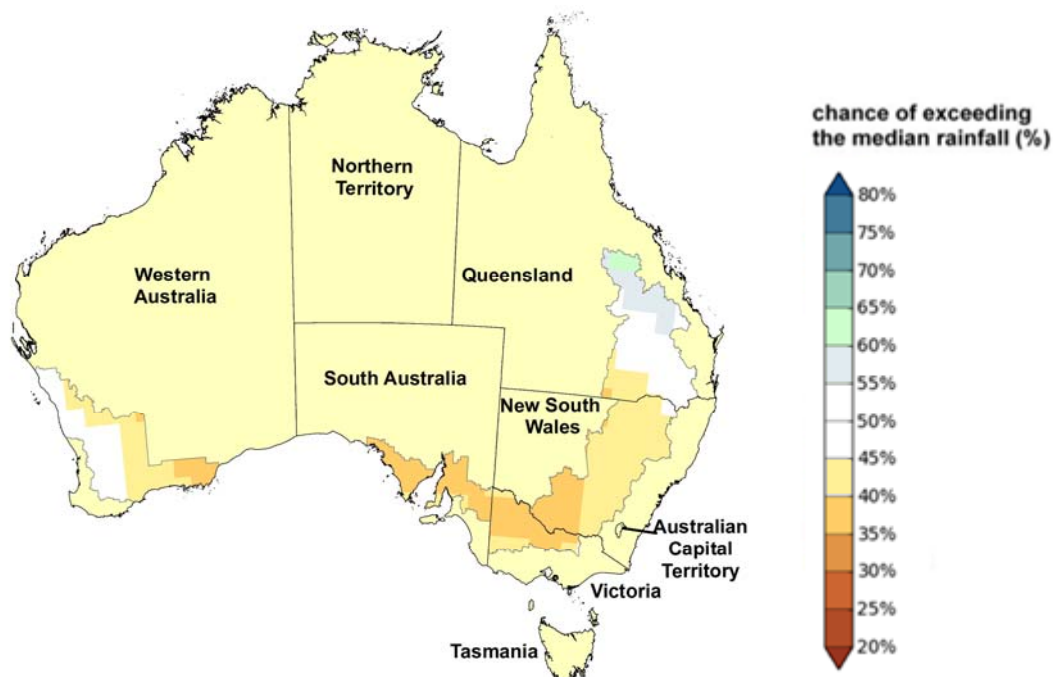 Northern
Territory
Western
Australia
Queensland
South Australia
New South
Wales
Australian
Capital
Territory
Victoria
Tasmania
chance of exceeding
the median rainfall (%)
80%
75%
70%
65%
60%
55%
50%
45%
40%
35%
30%
25%
20%